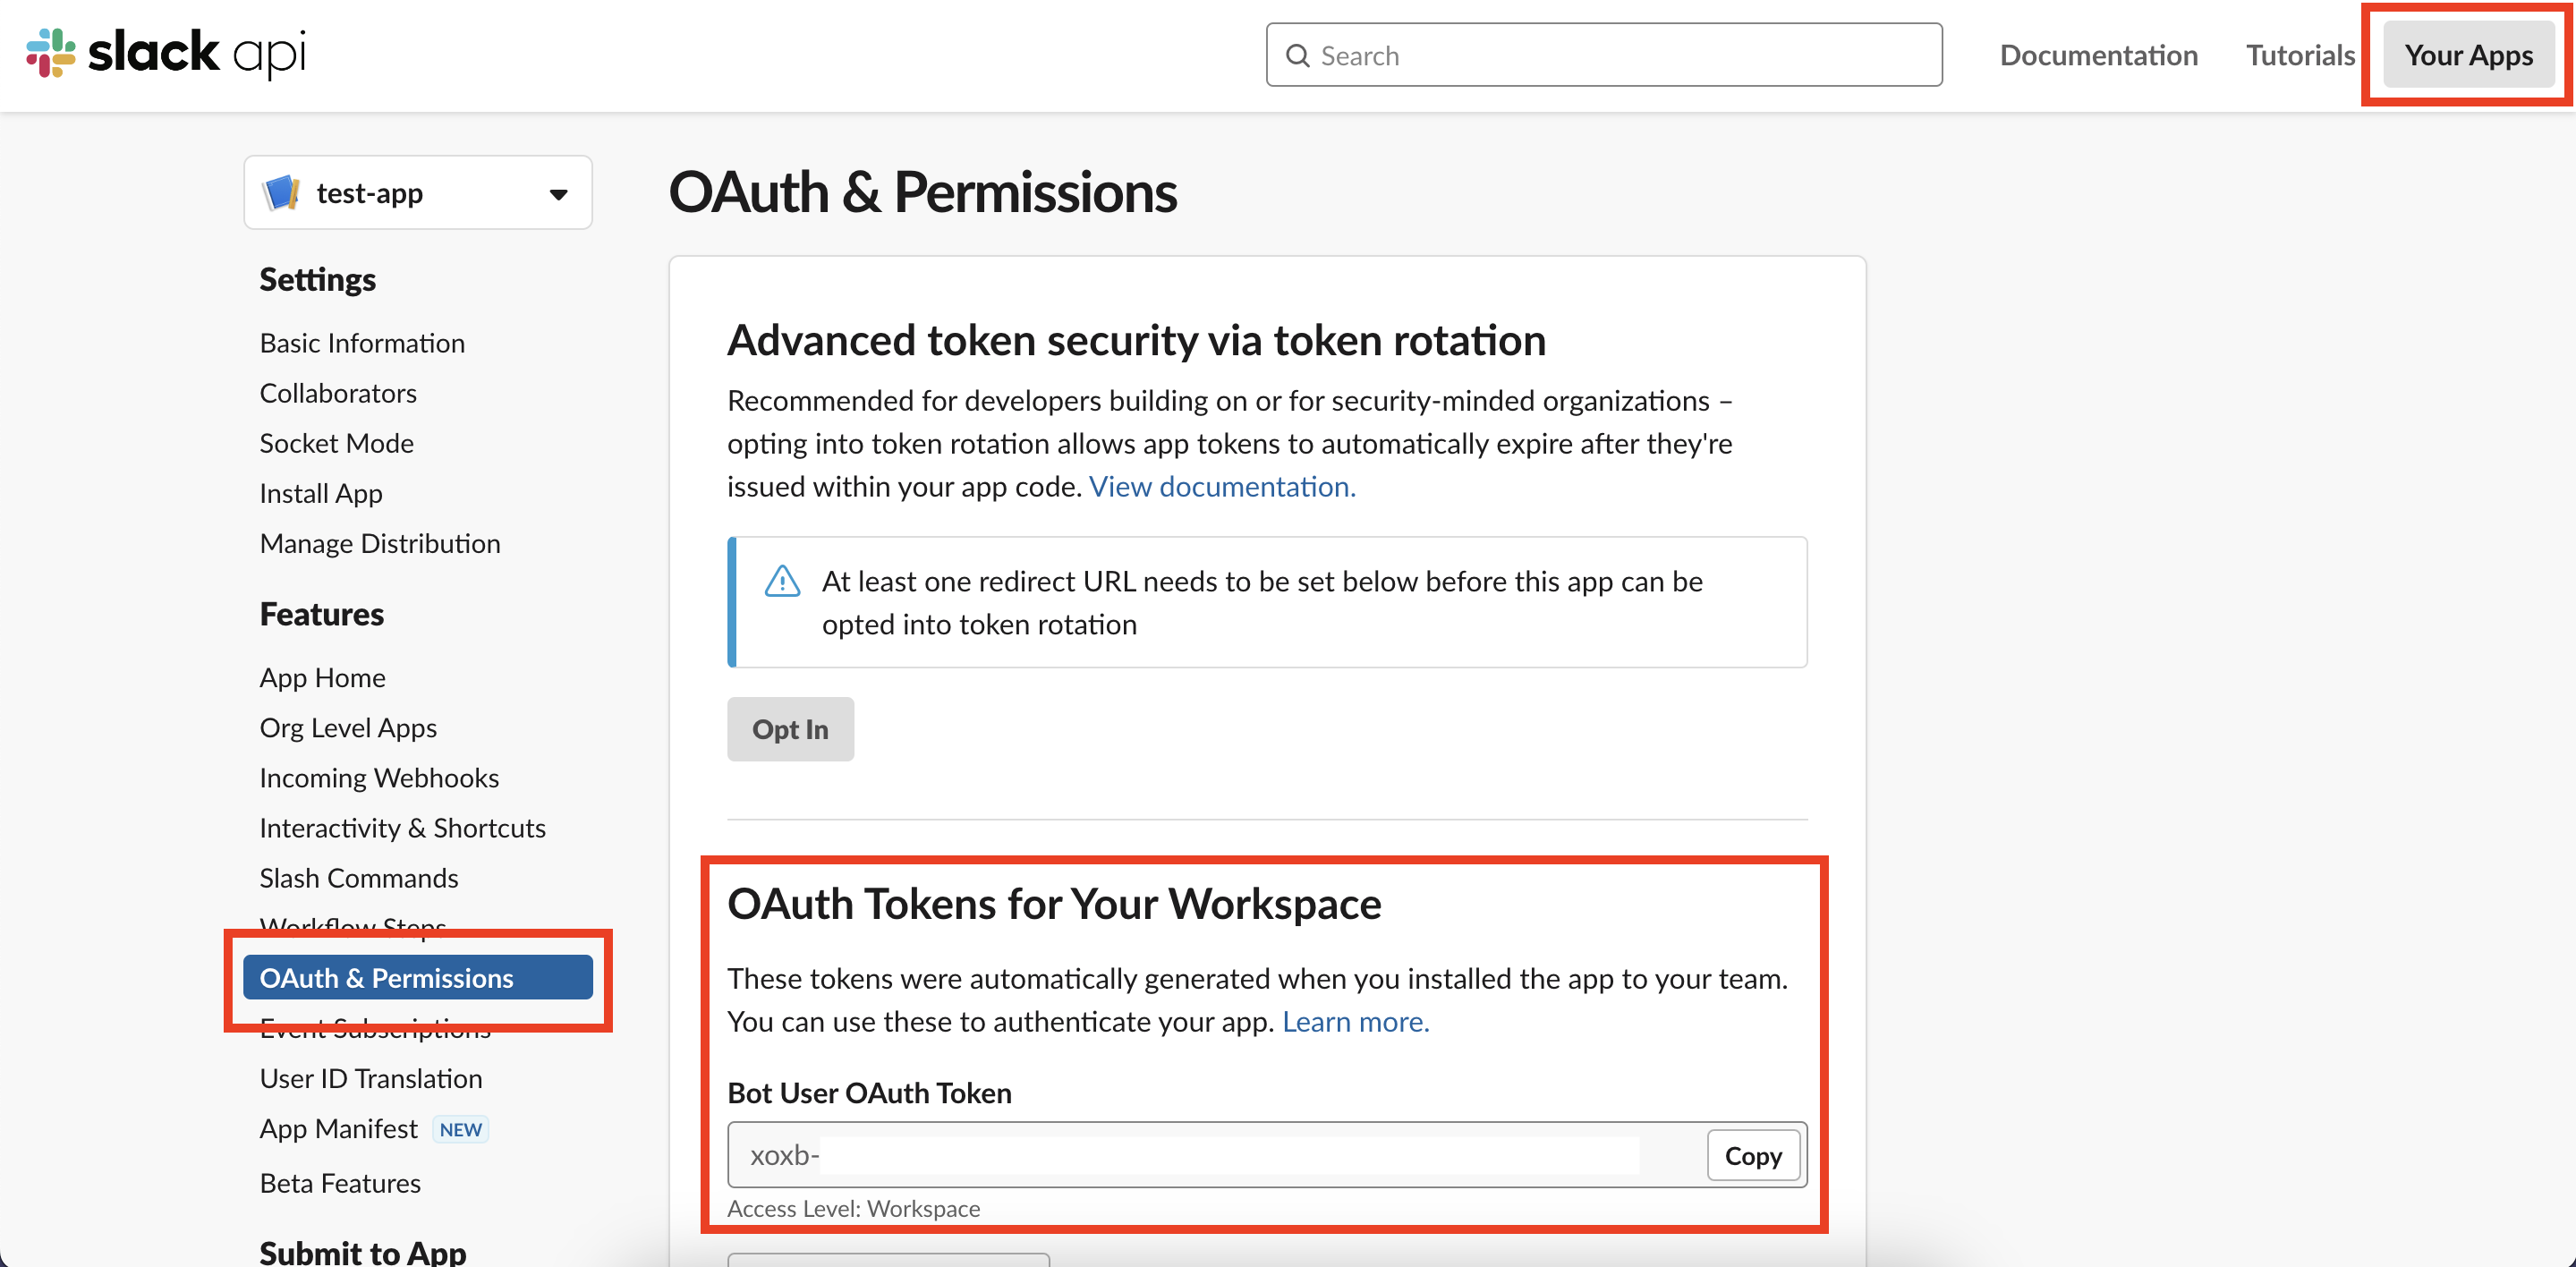 slack api
Search
Documentation
Tutorials
Your Apps
test-app
Settings
Basic Information
Collaborators
Socket Mode
Install App
Manage Distribution
Features
App Home
Org Level Apps
Incoming Webhooks
Interactivity & Shortcuts
Slash Commands
Workflow Steps
OAuth & Permissions
Event Subscriptions
User ID Translation
App Manifest NEW
Beta Features
Submit to App
OAuth & Permissions
Advanced token security via token rotation
Recommended for developers building on or for security-minded organizations –
opting into token rotation allows app tokens to automatically expire after they're
issued within your app code. View documentation.
At least one redirect URL needs to be set below before this app can be
opted into token rotation
Opt In
OAuth Tokens for Your Workspace
These tokens were automatically generated when you installed the app to your team.
You can use these to authenticate your app. Learn more.
Bot User OAuth Token
xoxb-
Copy
Access Level: Workspace